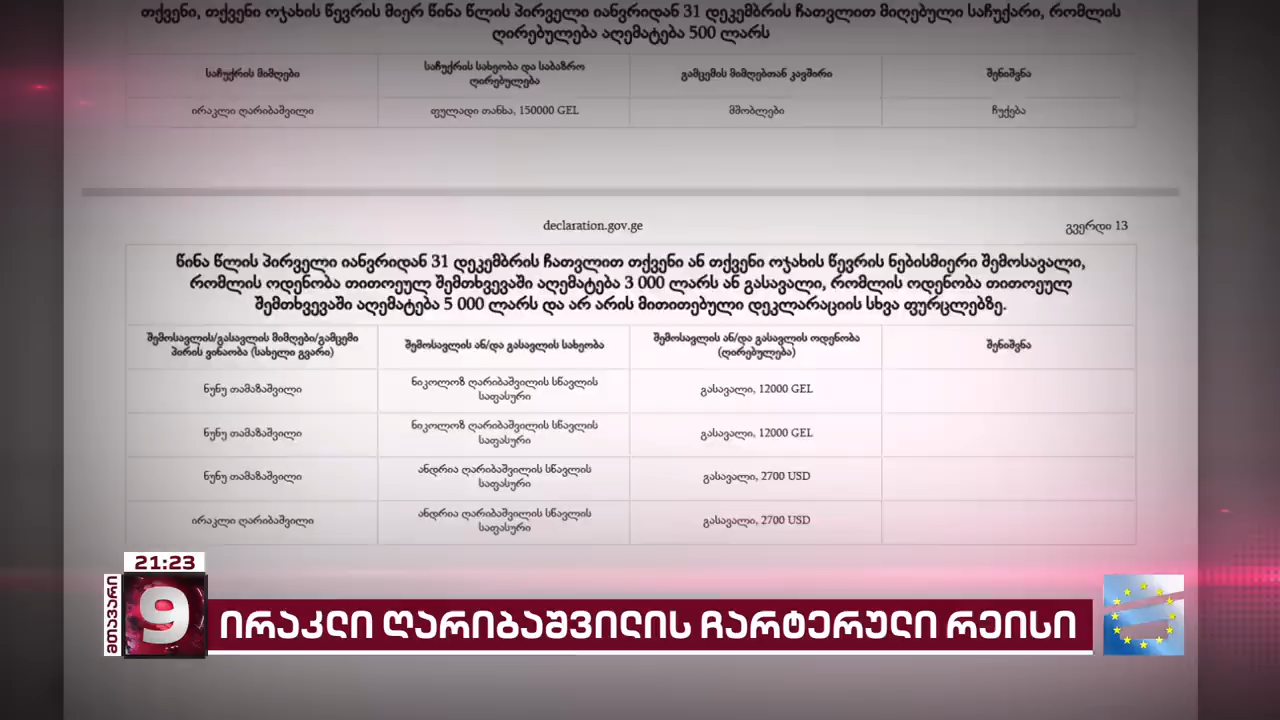 თქვენი, თქვენი ოჯახის წევრის მიერ წინა წლის პირველი იანვრიდან 31 დეკემბრის ჩათვლით მიღებული საჩუქარი, რომლის
ღირებულება აღემატება 500 ლარს
საჩუქრის მიმღები
საჩუქრის სახეობა და საბაზრო
ღირებულება
გამცემის მიმღებთან კავშირი
შენიშვნა
ირაკლი ღარიბაშვილი
ფულადი თანხა, 150000 GEL
მშობლები
ჩუქება
declaration.gov.ge
გვერდი 13
წინა წლის პირველი იანვრიდან 31 დეკემბრის ჩათვლით თქვენი ან თქვენი ოჯახის წევრის ნებისმიერი შემოსავალი,
რომლის ოდენობა თითოეულ შემთხვევაში აღემატება 3 000 ლარს ან გასავალი, რომლის ოდენობა თითოეულ
შემთხვევაში აღემატება 5 000 ლარს და არ არის მითითებული დეკლარაციის სხვა ფურცლებზე.
შემოსავლის/გასავლის მიმღები/გამცემი
პირის ვინაობა (სახელი გვარი)
შემოსავლის ან/და გასავლის სახეობა
შემოსავლის ან/და გასავლის ოდენობა
(ღირებულება)
შენიშვნა
ნუნუ თამაზაშვილი
ნიკოლოზ ღარიბაშვილის სწავლის
საფასური
გასავალი, 12000 GEL
ნუნუ თამაზაშვილი
ნიკოლოზ ღარიბაშვილის სწავლის
საფასური
გასავალი, 12000 GEL
ნუნუ თამაზაშვილი
ანდრია ღარიბაშვილის სწავლის
საფასური
გასავალი, 2700 USD
ირაკლი ღარიბაშვილი
ანდრია ღარიბაშვილის სწავლის
საფასური
გასავალი, 2700 USD
21:23
მთავარი
9
ირაკლი ღარიბაშვილის ჩარტერული რეისი